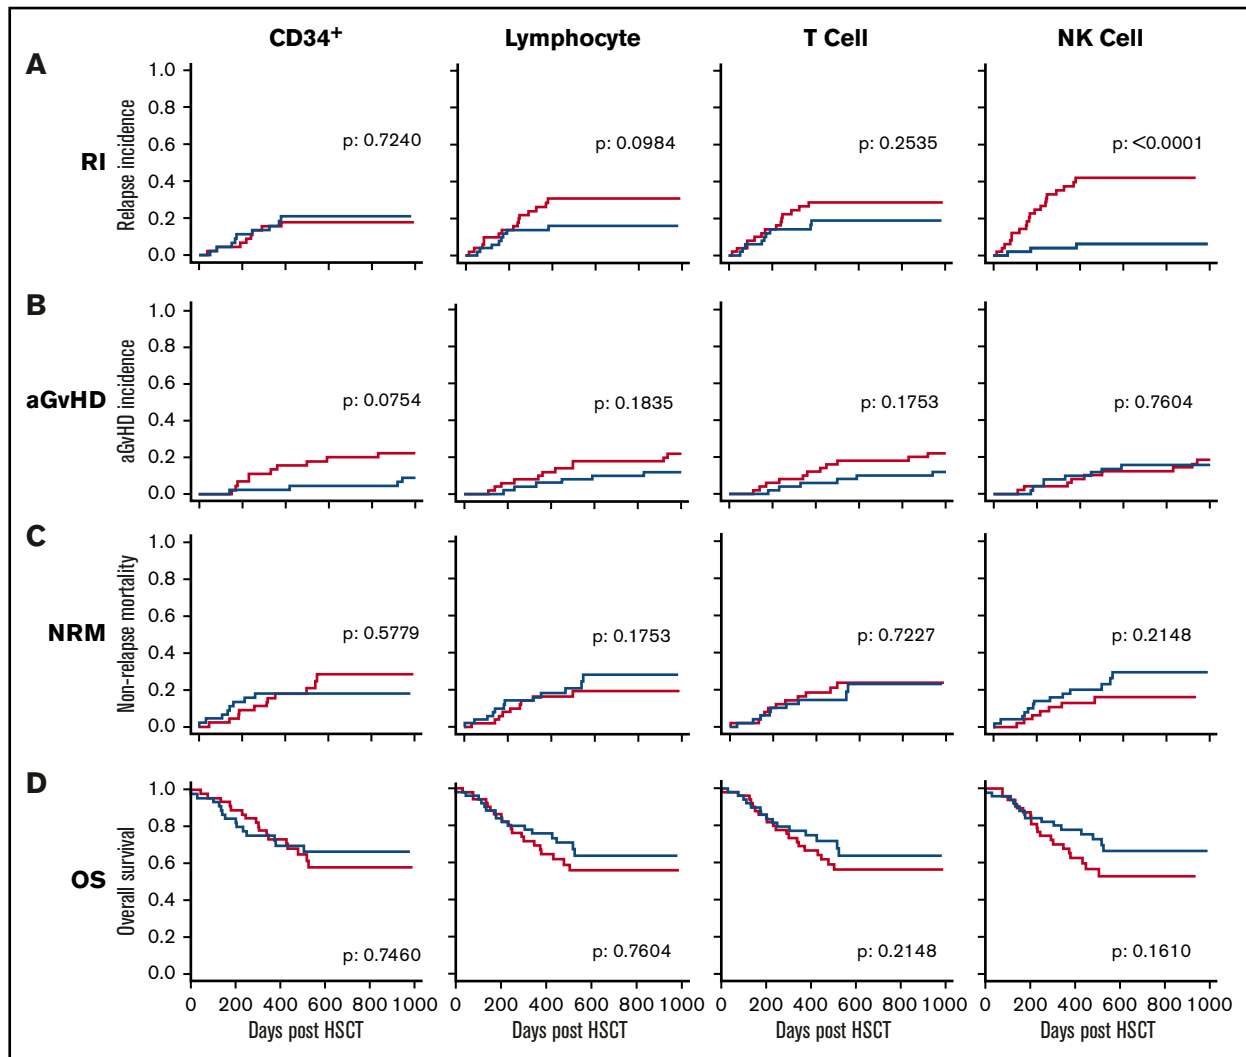 CD34+ Lymphocyte T Cell NK Cell
A
RI
Relapse incidence
1.0
0.8
0.6
0.4
0.2
0.0
p: 0.7240
p: 0.0984
p: 0.2535
p: <0.0001
B
aGvHD
aGvHD incidence
1.0
0.8
0.6
0.4
0.2
0.0
p: 0.0754
p: 0.1835
p: 0.1753
p: 0.7604
C
NRM
Non-relapse mortality
1.0
0.8
0.6
0.4
0.2
0.0
p: 0.5779
p: 0.1753
p: 0.7227
p: 0.2148
D
OS
Overall survival
1.0
0.8
0.6
0.4
0.2
0.0
p: 0.7460
p: 0.7604
p: 0.2148
p: 0.1610
0 200 400 600 800 1000
0 200 400 600 800 1000
0 200 400 600 800 1000
0 200 400 600 800 1000
Days post HSCT
Days post HSCT
Days post HSCT
Days post HSCT